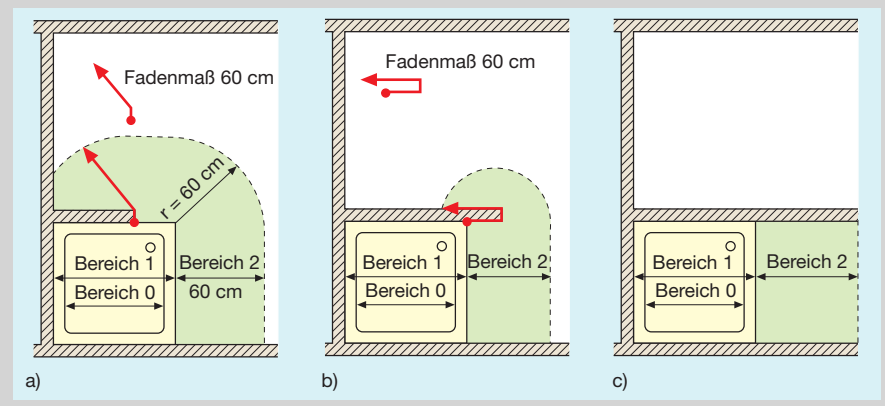 Fadenmaß 60 cm
r = 60 cm
Bereich 1
Bereich 2
Bereich 0
60 cm
a)
Fadenmaß 60 cm
Bereich 1
Bereich 2
Bereich 0
b)
Bereich 1
Bereich 2
Bereich 0
c)